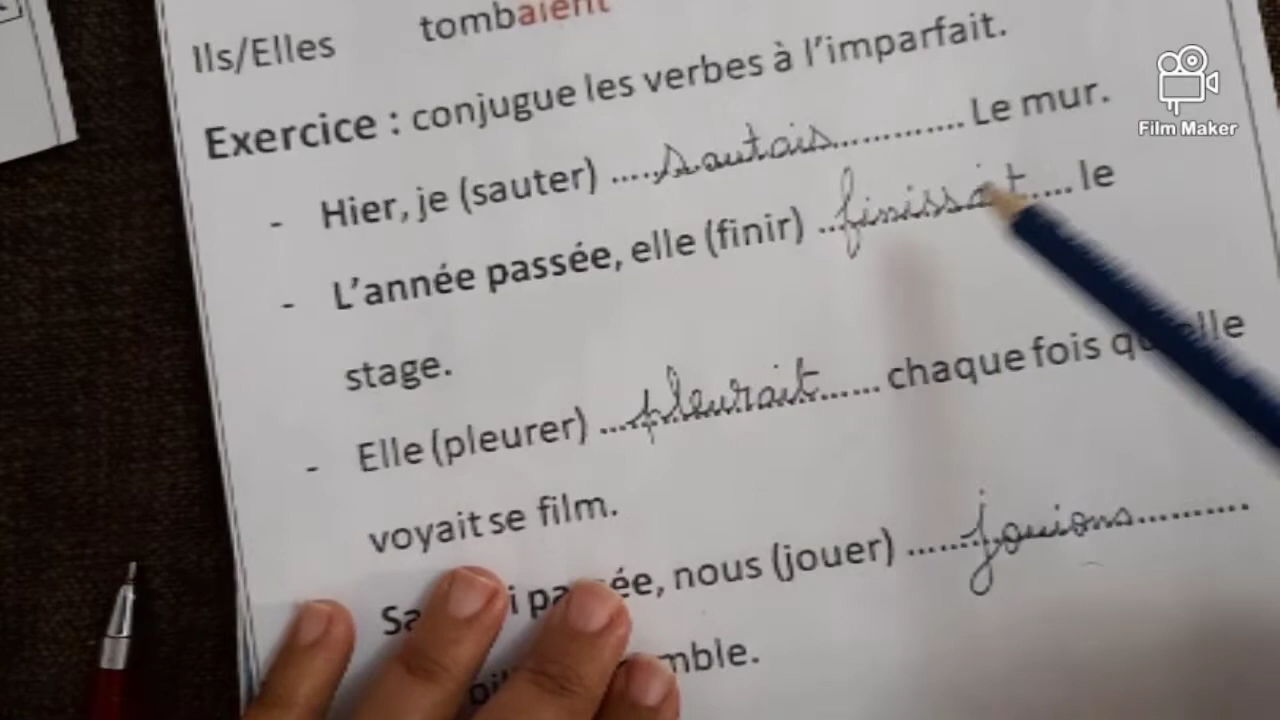 Ils/Elles tombaient
Exercice : conjugue les verbes à l'imparfait.
- Hier, je (sauter) .....sautais............. Le mur.
- L'année passée, elle (finir) ...finissait..... le
stage.
- Elle (pleurer) ...pleurait...... chaque fois qu'elle
voyait se film.
passée, nous (jouer) .......jouions..........
Film Maker